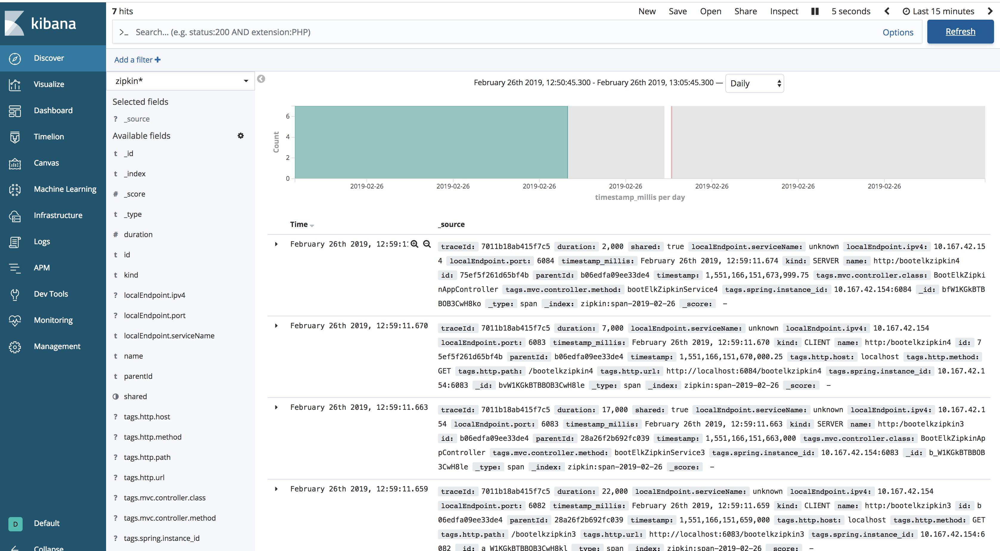 kibana
Discover
Visualize
Dashboard
Timelion
Canvas
Machine Learning
Infrastructure
Logs
APM
Dev Tools
Monitoring
Management
D Default
Collapse
7 hits
New Save Open Share Inspect 5 seconds Last 15 minutes
>_ Search... (e.g. status:200 AND extension:PHP) Options Refresh
Add a filter +
zipkin*
Selected fields
? _source
Available fields
t _id
t _index
# _score
t _type
# duration
t id
t kind
? localEndpoint.ipv4
? localEndpoint.port
t localEndpoint.serviceName
t name
t parentId
shared
? tags.http.host
? tags.http.method
? tags.http.path
? tags.http.url
? tags.mvc.controller.class
? tags.mvc.controller.method
? tags.spring.instance_id
February 26th 2019, 12:50:45.300 - February 26th 2019, 13:05:45.300 — Daily
Count
6
4
2
0
2019-02-26 2019-02-26 2019-02-26 2019-02-26 2019-02-26 2019-02-26 2019-02-26
timestamp_millis per day
Time _source
February 26th 2019, 12:59:1
traceId: 7011b18ab415f7c5 duration: 2,000 shared: true localEndpoint.serviceName: unknown localEndpoint.ipv4: 10.167.42.15
4 localEndpoint.port: 6084 timestamp_millis: February 26th 2019, 12:59:11.674 kind: SERVER name: http:/bootelkzipkin4
id: 75ef5f261d65bf4b parentId: b06edfa09ee33de4 timestamp: 1,551,166,151,673,999.75 tags.mvc.controller.class: BootElkZipki
nAppController tags.mvc.controller.method: bootElkZipkinService4 tags.spring.instance_id: 10.167.42.154:6084 _id: bfW1KGkBTB
BOB3CwH8ko _type: span _index: zipkin:span-2019-02-26 _score: -
February 26th 2019, 12:59:11.670
traceId: 7011b18ab415f7c5 duration: 7,000 localEndpoint.serviceName: unknown localEndpoint.ipv4: 10.167.42.154
localEndpoint.port: 6083 timestamp_millis: February 26th 2019, 12:59:11.670 kind: CLIENT name: http:/bootelkzipkin4 id: 7
5ef5f261d65bf4b parentId: b06edfa09ee33de4 timestamp: 1,551,166,151,670,000.25 tags.http.host: localhost tags.http.method:
GET tags.http.path: /bootelkzipkin4 tags.http.url: http://localhost:6084/bootelkzipkin4 tags.spring.instance_id: 10.167.42.1
54:6083 _id: bvW1KGkBTBBOB3CwH8le _type: span _index: zipkin:span-2019-02-26 _score: -
February 26th 2019, 12:59:11.663
traceId: 7011b18ab415f7c5 duration: 17,000 shared: true localEndpoint.serviceName: unknown localEndpoint.ipv4: 10.167.42.1
54 localEndpoint.port: 6083 timestamp_millis: February 26th 2019, 12:59:11.663 kind: SERVER name: http:/bootelkzipkin3
id: b06edfa09ee33de4 parentId: 28a26f2b692fc039 timestamp: 1,551,166,151,663,000 tags.mvc.controller.class: BootElkZipkinAp
pController tags.mvc.controller.method: bootElkZipkinService3 tags.spring.instance_id: 10.167.42.154:6083 _id: b_W1KGkBTBBOB
3CwH8le _type: span _index: zipkin:span-2019-02-26 _score: -
February 26th 2019, 12:59:11.659
traceId: 7011b18ab415f7c5 duration: 22,000 localEndpoint.serviceName: unknown localEndpoint.ipv4: 10.167.42.154
localEndpoint.port: 6082 timestamp_millis: February 26th 2019, 12:59:11.659 kind: CLIENT name: http:/bootelkzipkin3 id: b
06edfa09ee33de4 parentId: 28a26f2b692fc039 timestamp: 1,551,166,151,659,000 tags.http.host: localhost tags.http.method: GET
tags.http.path: /bootelkzipkin3 tags.http.url: http://localhost:6083/bootelkzipkin3 tags.spring.instance_id: 10.167.42.154:6
082 _id: a_W1KGkBTBBOB3CwH8kl _type: span _index: zipkin:span-2019-02-26 _score: -